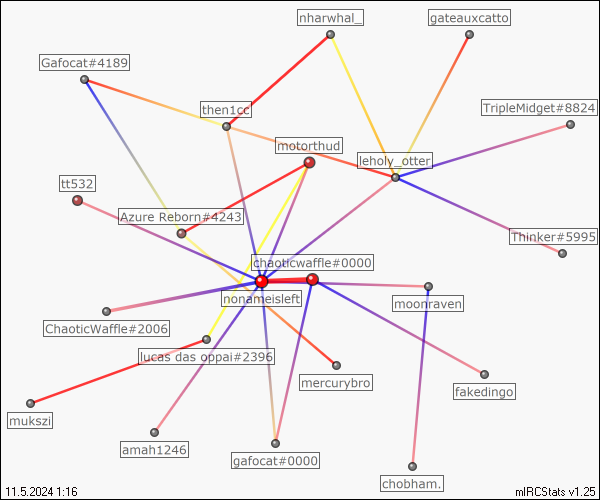 nharwhal_
gateauxcatto
Gafocat#4189
then1cc
TripleMidget#8824
motorthud
leholy_otter
tt532
Azure Reborn#4243
Thinker#5995
chaoticwaffle#0000
nonameisleft
moonraven
ChaoticWaffle#2006
lucas das oppai#2396
mercurybro
fakedingo
mukszi
amah1246
gafocat#0000
chobham.
11.5.2024 1:16
mIRCStats v1.25